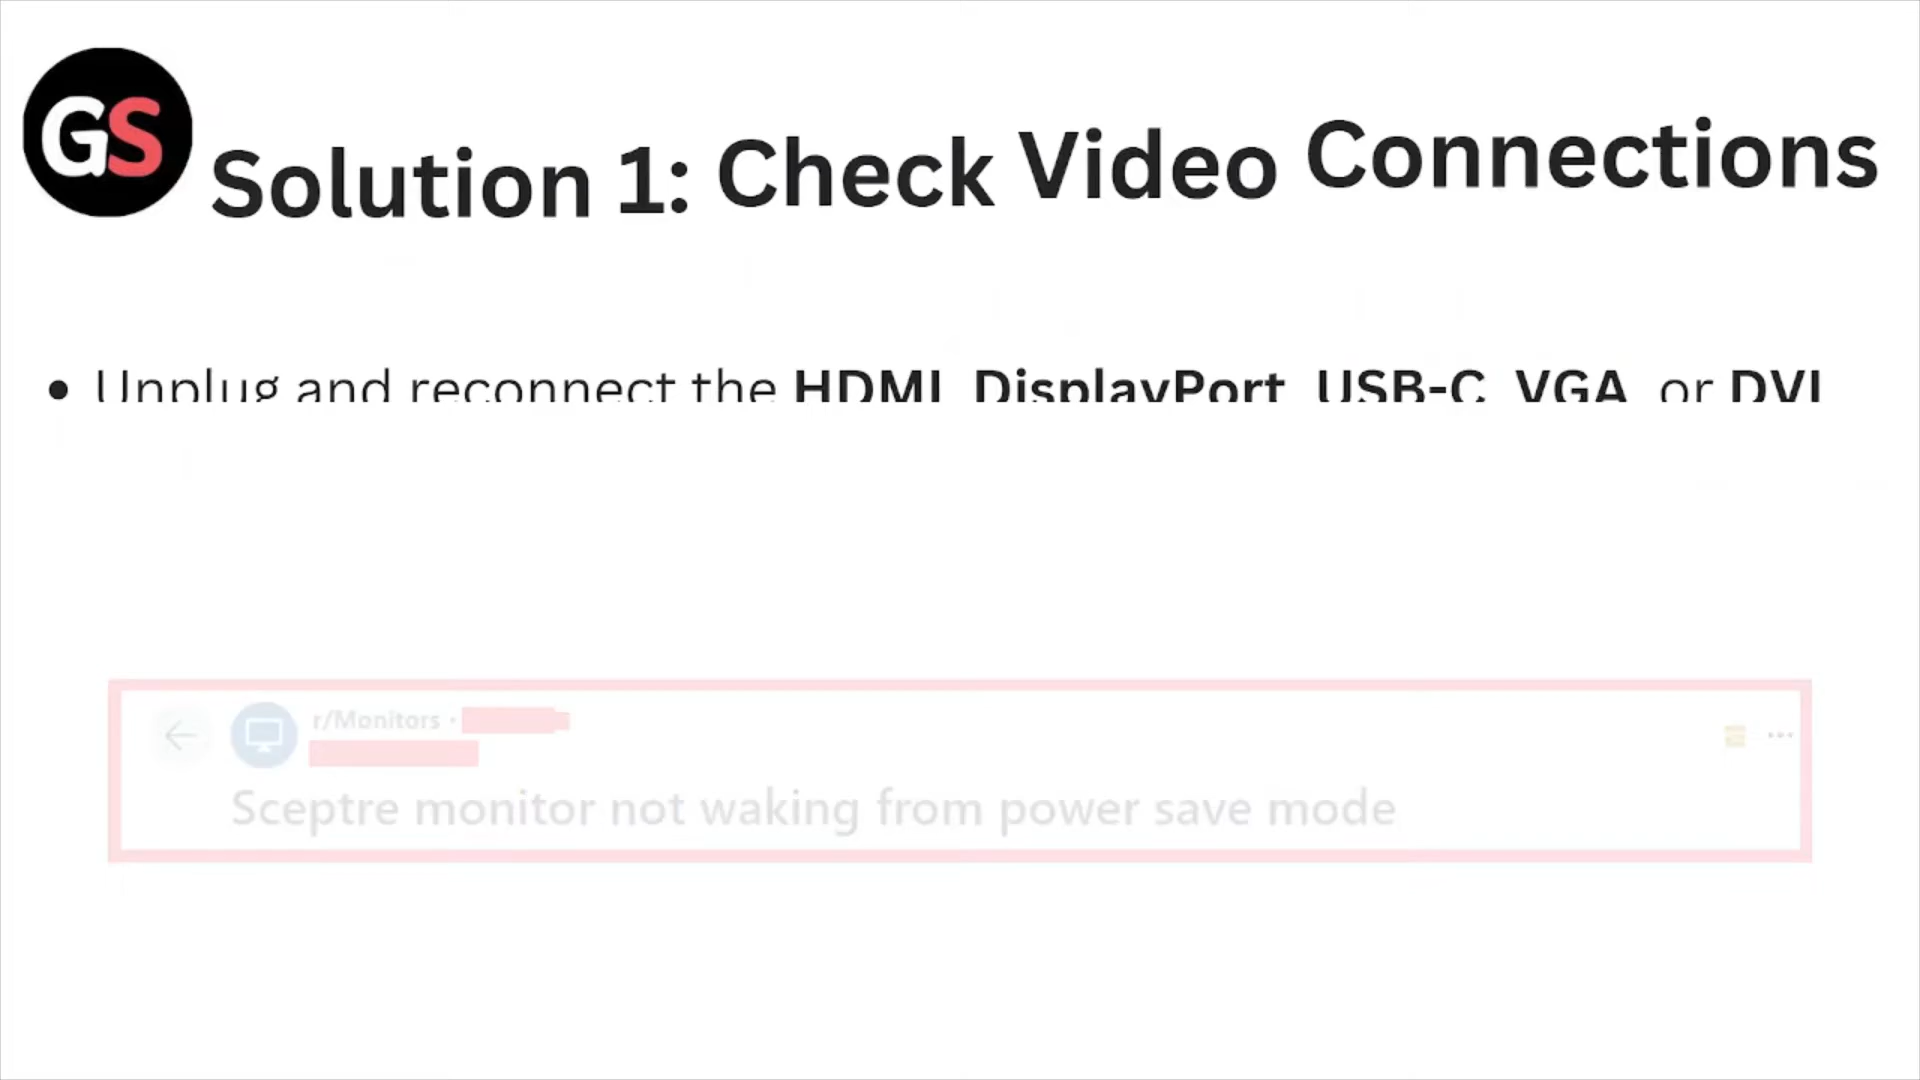 GS
Solution 1: Check Video Connections
• Unplug and reconnect the HDMI, DisplayPort, USB-C, VGA, or DVI
r/Monitors •
Sceptre monitor not waking from power save mode